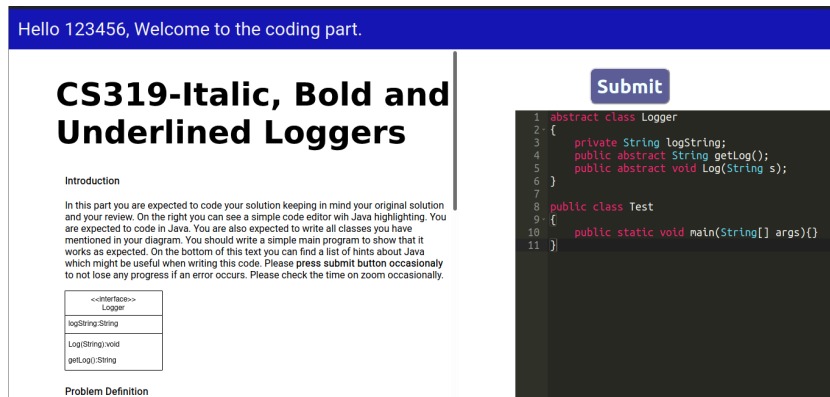 Hello 123456, Welcome to the coding part.
CS319-Italic, Bold and
Underlined Loggers
Introduction
In this part you are expected to code your solution keeping in mind your original solution
and your review. On the right you can see a simple code editor wih Java highlighting. You
are expected to code in Java. You are also expected to write all classes you have
mentioned in your diagram. You should write a simple main program to show that it
works as expected. On the bottom of this text you can find a list of hints about Java
which might be useful when writing this code. Please press submit button occasionaly
to not lose any progress if an error occurs. Please check the time on zoom occasionally.
<<Interface>>
Logger
logString:String
Log(String):void
getLog():String
Problem Definition
Submit
1 abstract class Logger
2 {
3 private String logString;
4 public abstract String getLog();
5 public abstract void Log(String s);
6 }
7
8 public class Test
9 {
10 public static void main(String[] args){}
11 }